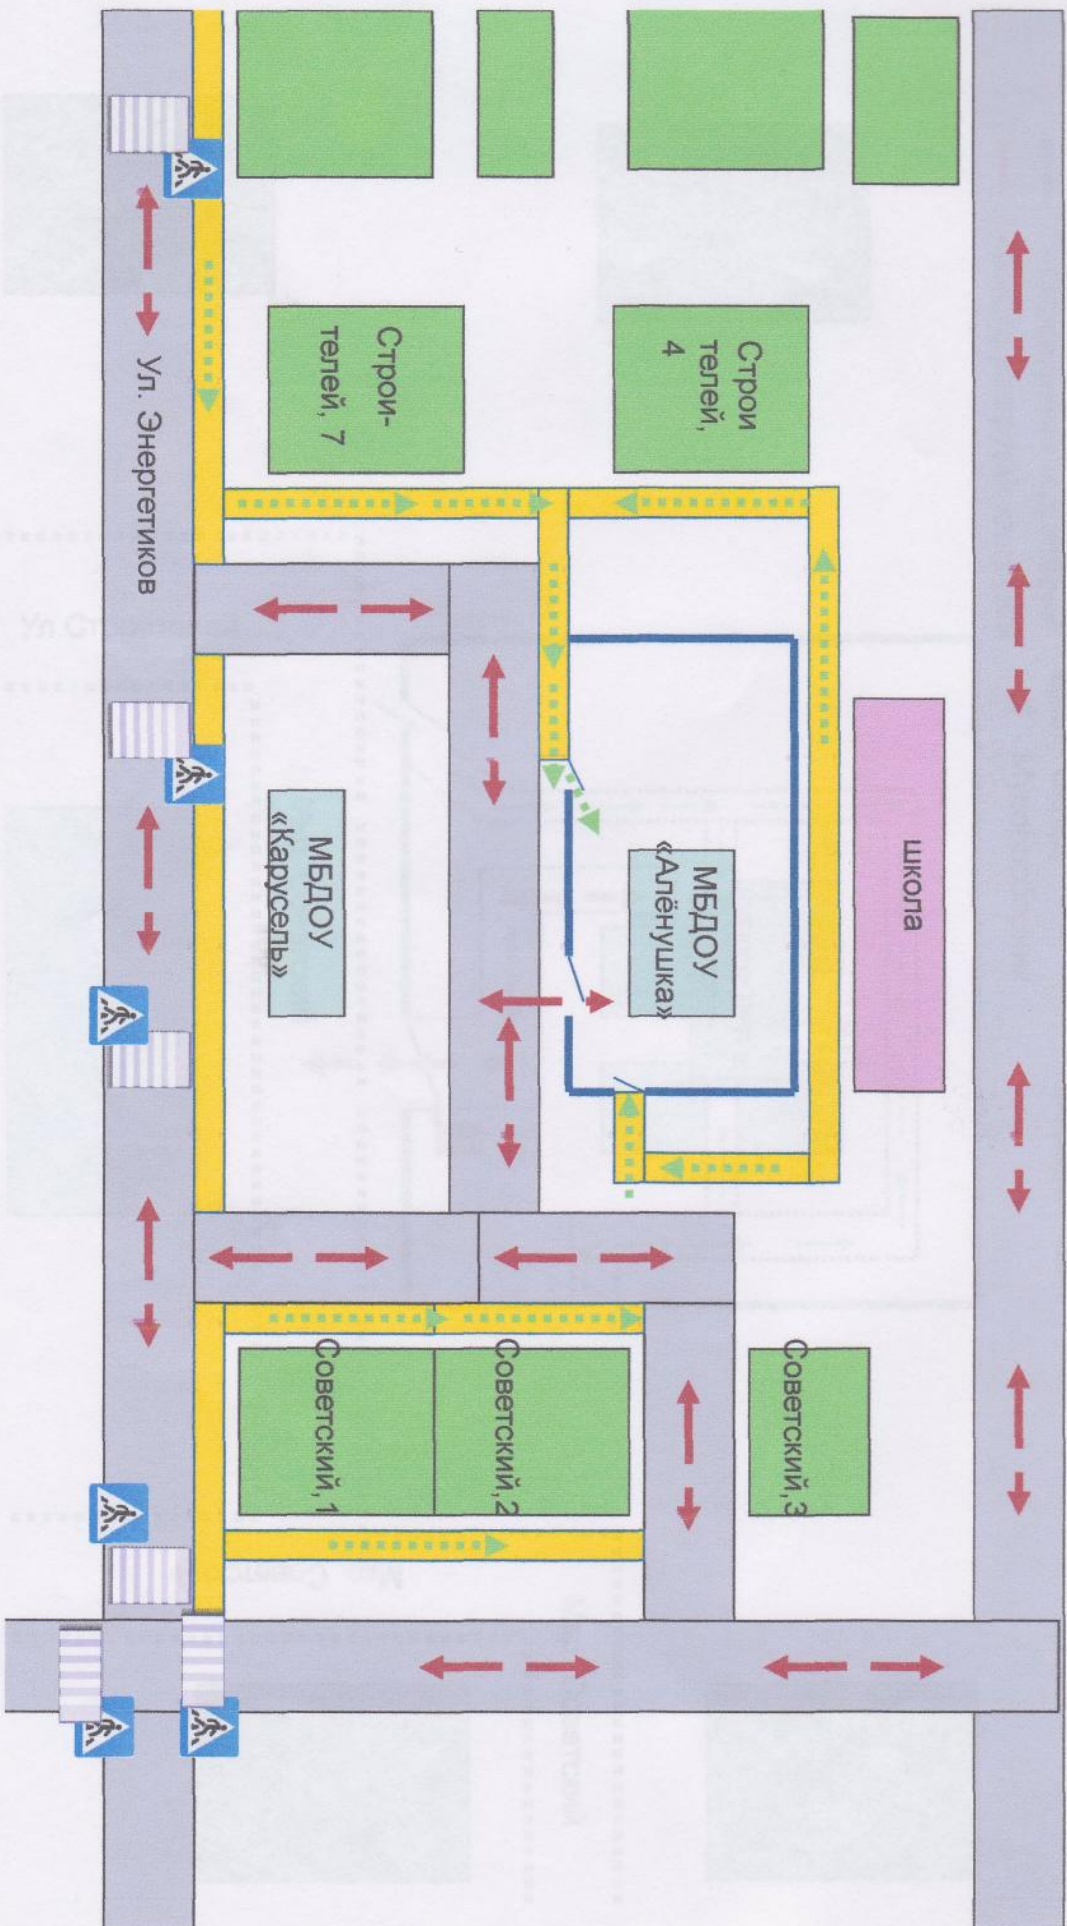 школа
Строи
телей,
4
МБДОУ
«Алёнушка»
Советский,3
Строи-
телей, 7
МБДОУ
«Карусель»
Советский,2
Советский,1
Ул. Энергетиков